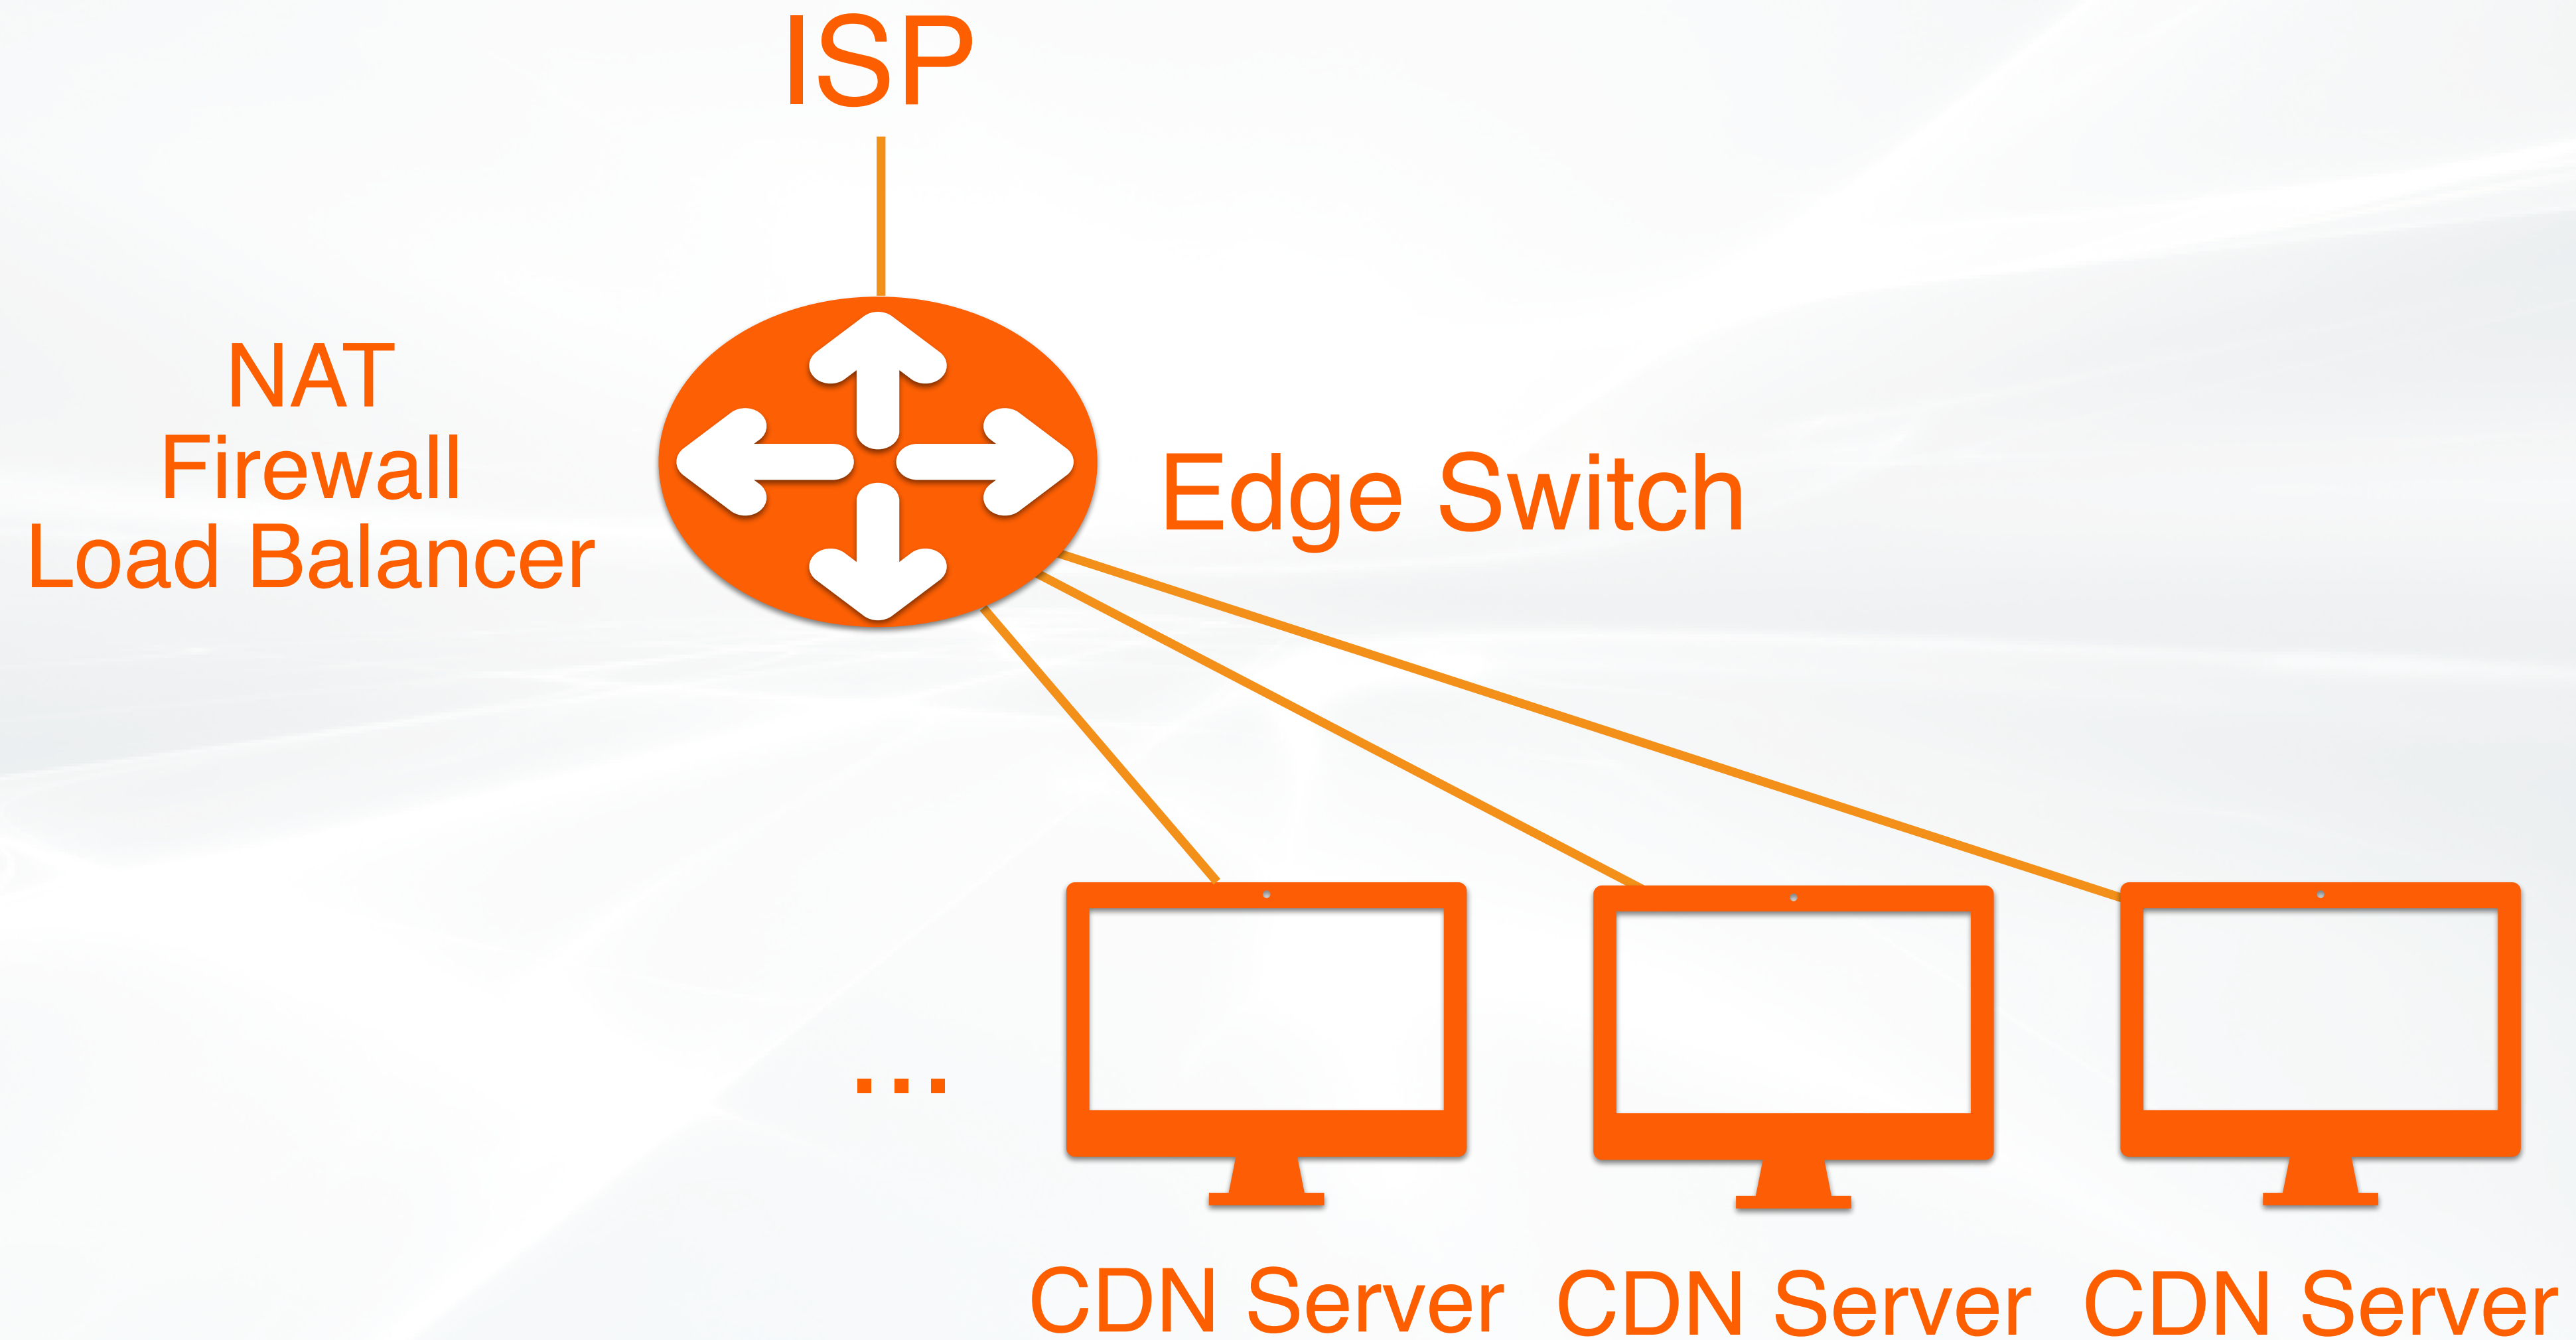 ISP
NAT
Firewall
Load Balancer
Edge Switch
...
CDN Server
CDN Server
CDN Server